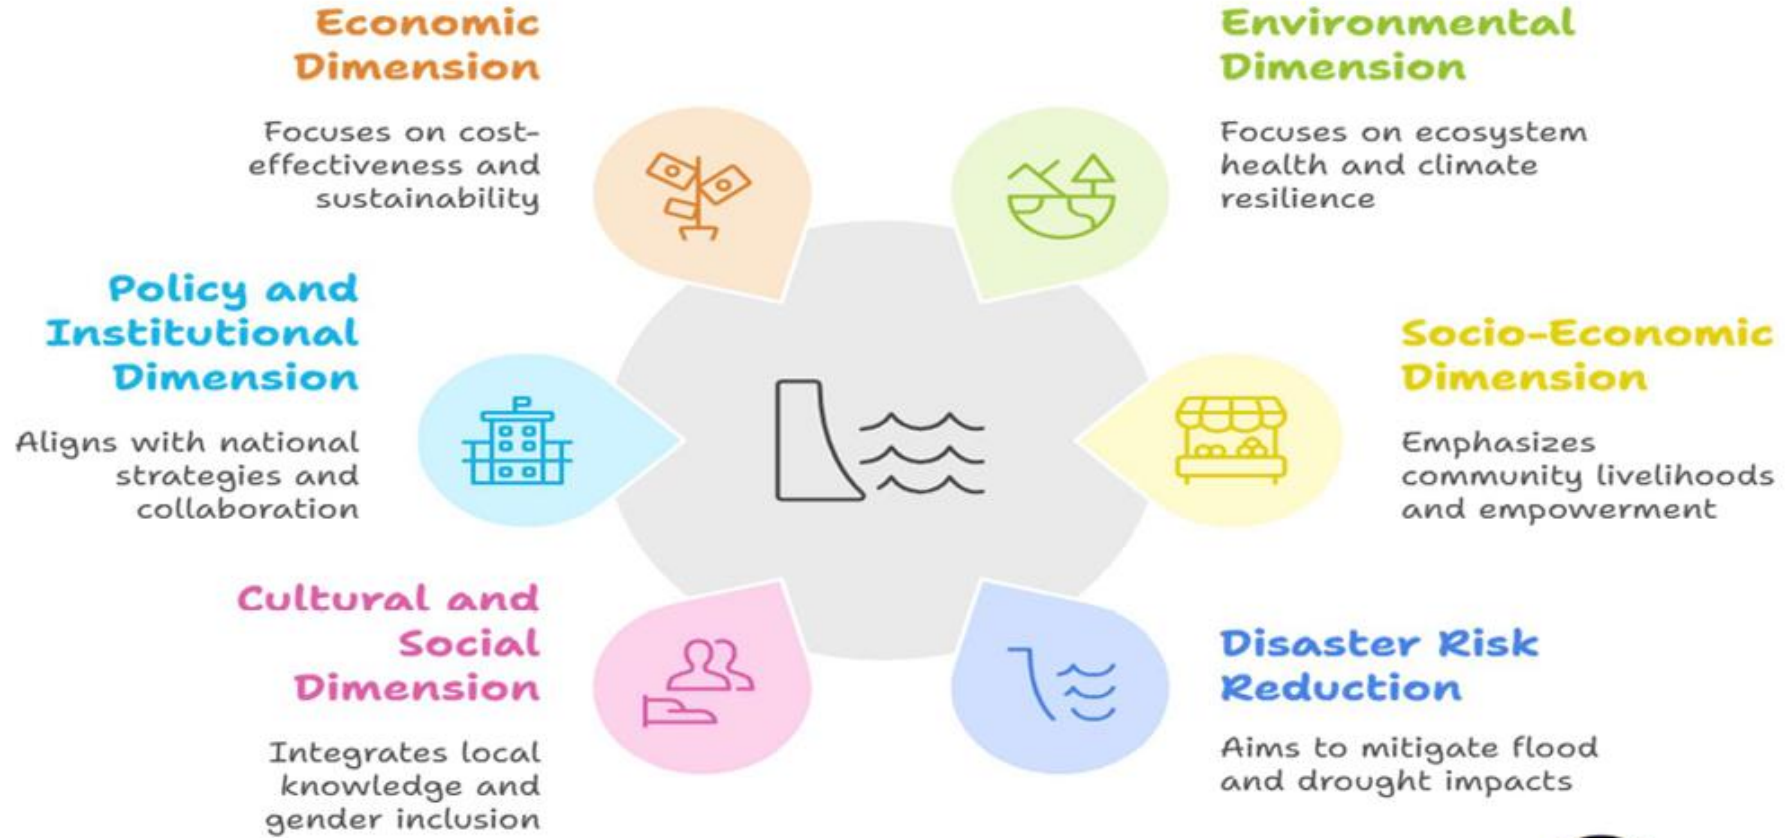 Economic
Dimension
Focuses on cost-
effectiveness and
sustainability
Environmental
Dimension
Focuses on ecosystem
health and climate
resilience
Policy and
Institutional
Dimension
Aligns with national
strategies and
collaboration
Socio-Economic
Dimension
Emphasizes
community livelihoods
and empowerment
Cultural and
Social
Dimension
Integrates local
knowledge and
gender inclusion
Disaster Risk
Reduction
Aims to mitigate flood
and drought impacts